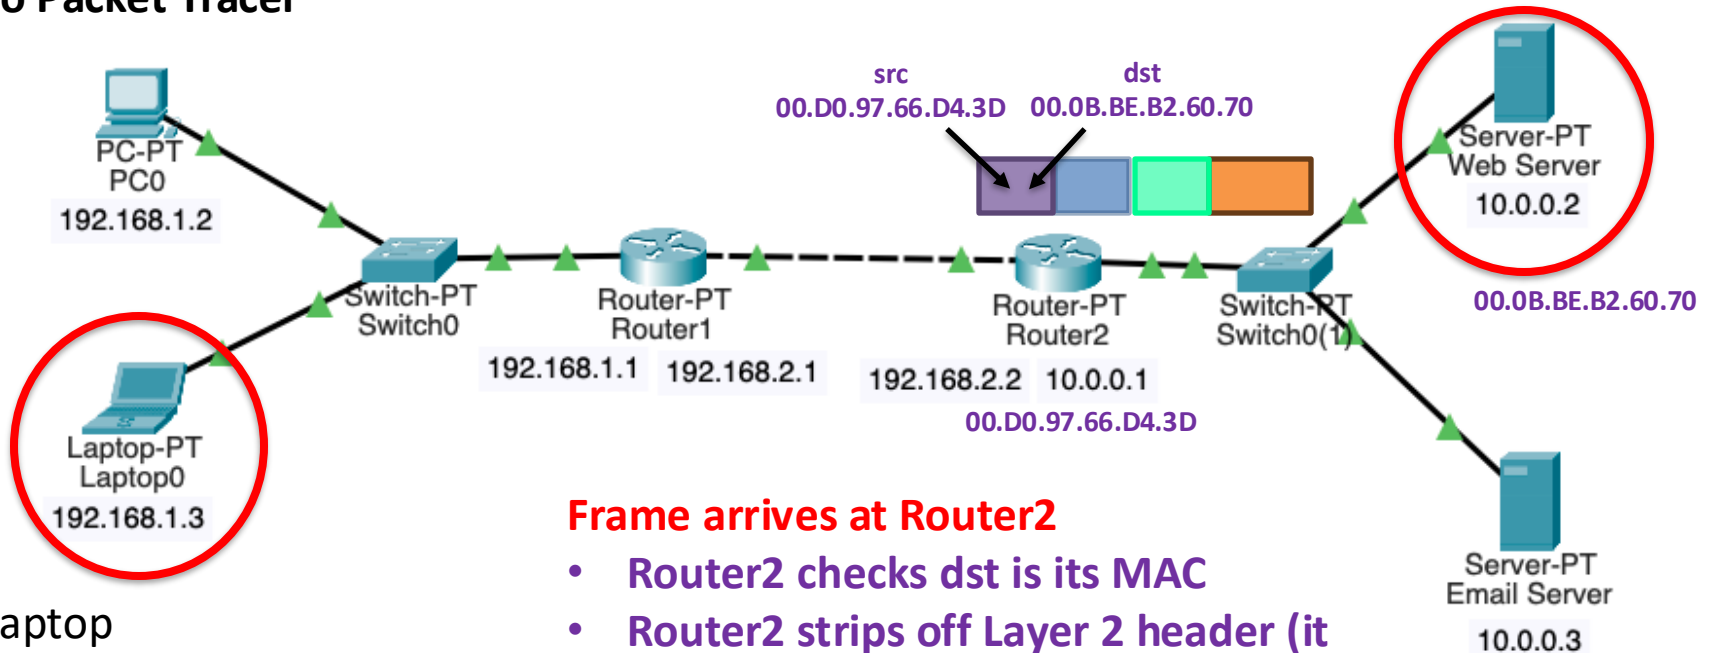 o Packet Tracer
src
00.D0.97.66.D4.3D
dst
00.0B.BE.B2.60.70
PC-PT
PC0
192.168.1.2
Switch-PT
Switch0
Router-PT
Router1
192.168.1.1
192.168.2.1
Router-PT
Router2
192.168.2.2
10.0.0.1
00.D0.97.66.D4.3D
Switch-PT
Switch0(1)
Server-PT
Web Server
10.0.0.2
00.0B.BE.B2.60.70
Laptop-PT
Laptop0
192.168.1.3
Server-PT
Email Server
10.0.0.3
Frame arrives at Router2
• Router2 checks dst is its MAC
• Router2 strips off Layer 2 header (it
aptop